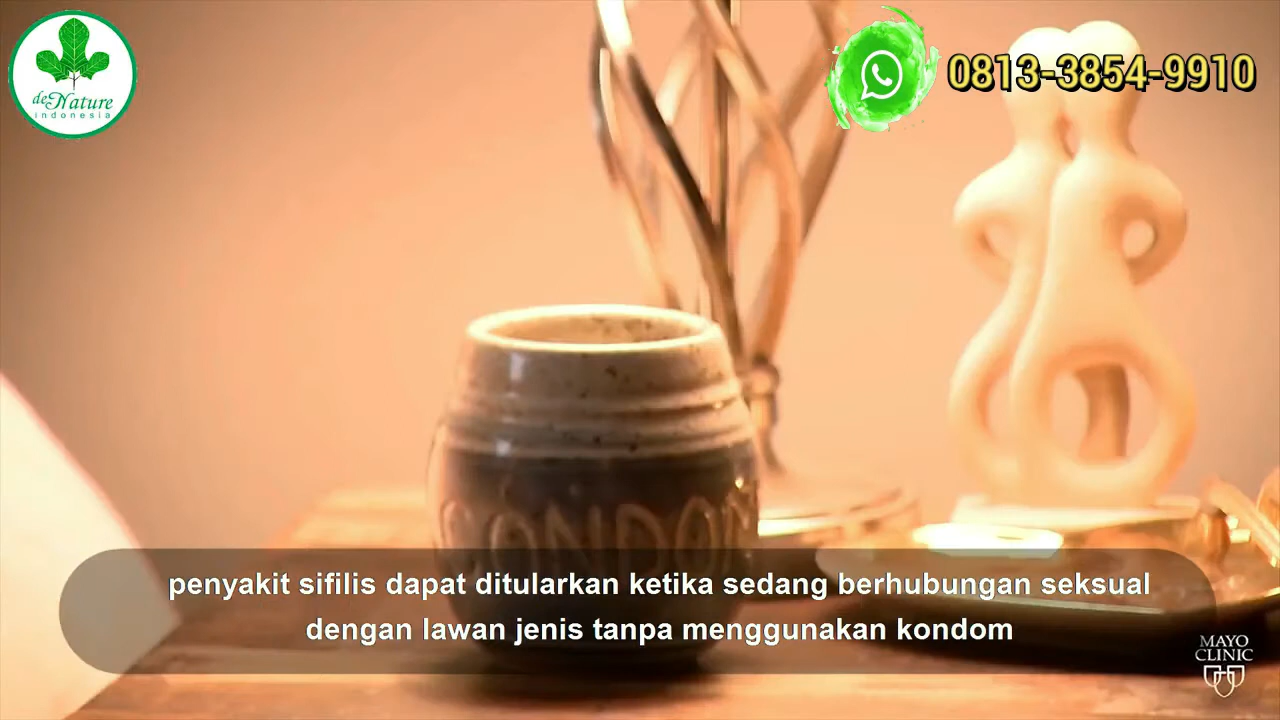 deNature
indonesia
0813-3854-9910
penyakit sifilis dapat ditularkan ketika sedang berhubungan seksual
dengan lawan jenis tanpa menggunakan kondom
MAYO
CLINIC